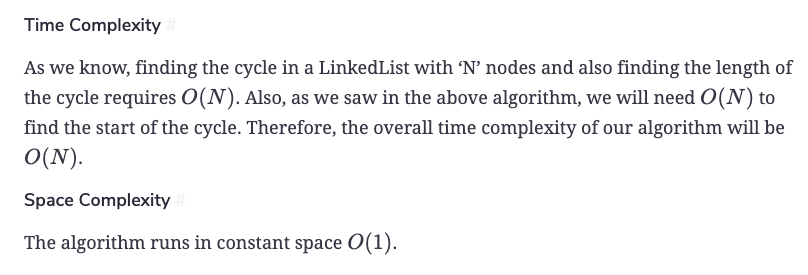 Time Complexity #
As we know, finding the cycle in a LinkedList with ‘N’ nodes and also finding the length of
the cycle requires O(N). Also, as we saw in the above algorithm, we will need O(N) to
find the start of the cycle. Therefore, the overall time complexity of our algorithm will be
O(N).
Space Complexity #
The algorithm runs in constant space O(1).